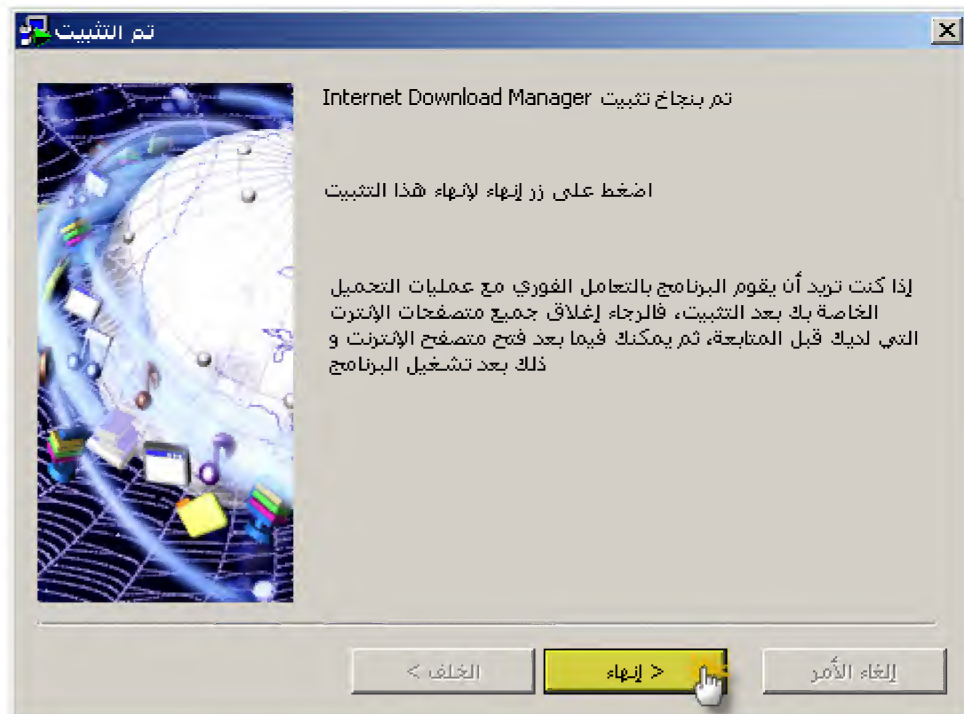 تم التثبيت
تم بنجاح تثبيت Internet Download Manager
اضغط على زر إنهاء لإنهاء هذا التثبيت
إذا كنت تريد أن يقوم البرنامج بالتعامل الفوري مع عمليات التحميل
الخاصة بك بعد التثبيت، فالرجاء إغلاق جميع متصفحات الإنترت
التي لديك قبل المتابعة، ثم يمكنك فيما بعد فتح متصفح الإنترنت و
ذلك بعد تشغيل البرنامج
الخلف >
< إنهاء
إلغاء الأمر